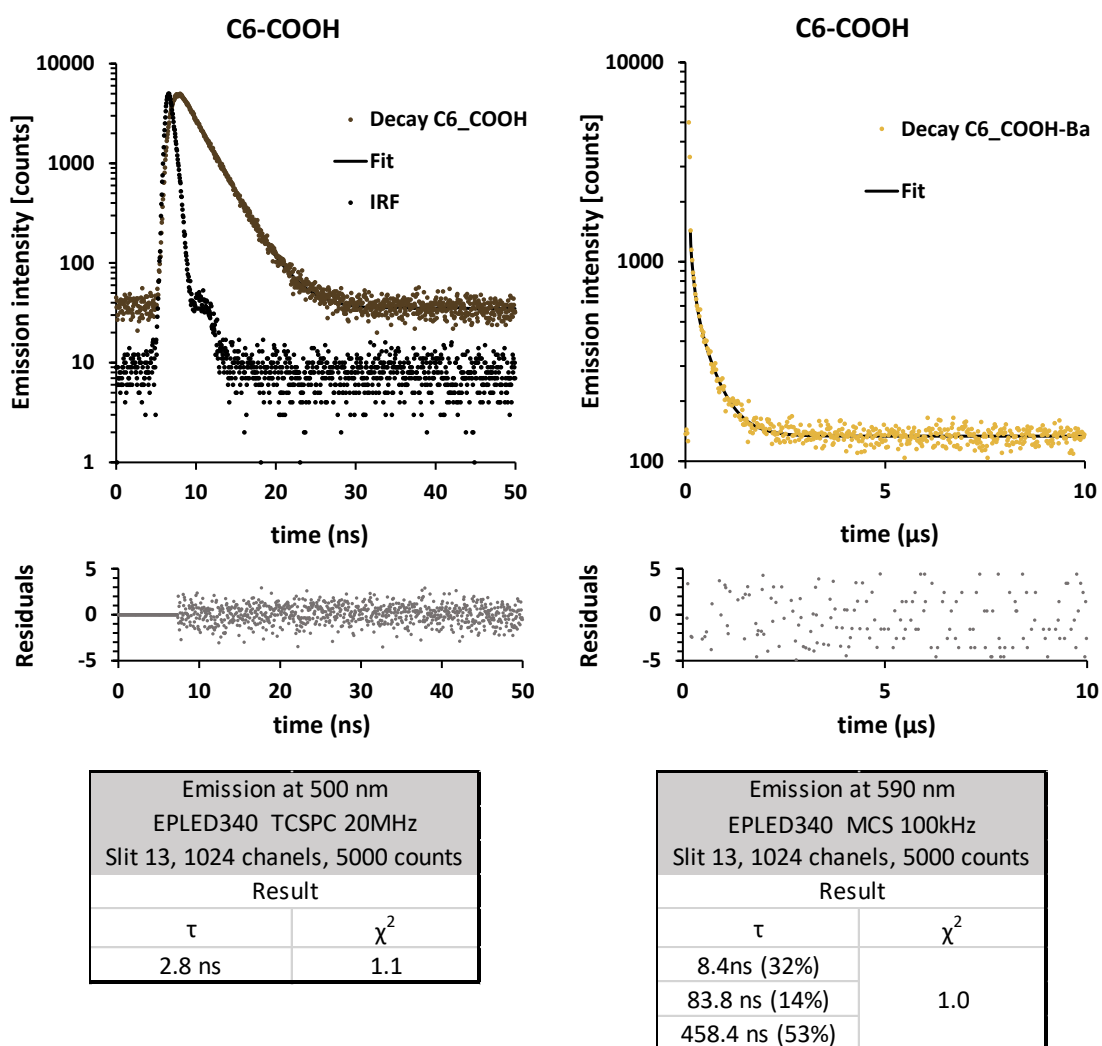 C6-COOH
10000
1000
100
10
1
Emission intensity [counts]
Decay C6_COOH
Fit
IRF
0 10 20 30 40 50
time (ns)
5
0
-5
Residuals
0 10 20 30 40 50
time (ns)
Emission at 500 nm
EPLED340 TCSPC 20MHz
Slit 13, 1024 chanels, 5000 counts
Result
τ χ2
2.8 ns 1.1
C6-COOH
10000
1000
100
Emission intensity [counts]
Decay C6_COOH-Ba
Fit
0 5 10
time (µs)
5
0
-5
Residuals
0 5 10
time (µs)
Emission at 590 nm
EPLED340 MCS 100kHz
Slit 13, 1024 chanels, 5000 counts
Result
τ χ2
8.4ns (32%)
83.8 ns (14%) 1.0
458.4 ns (53%)